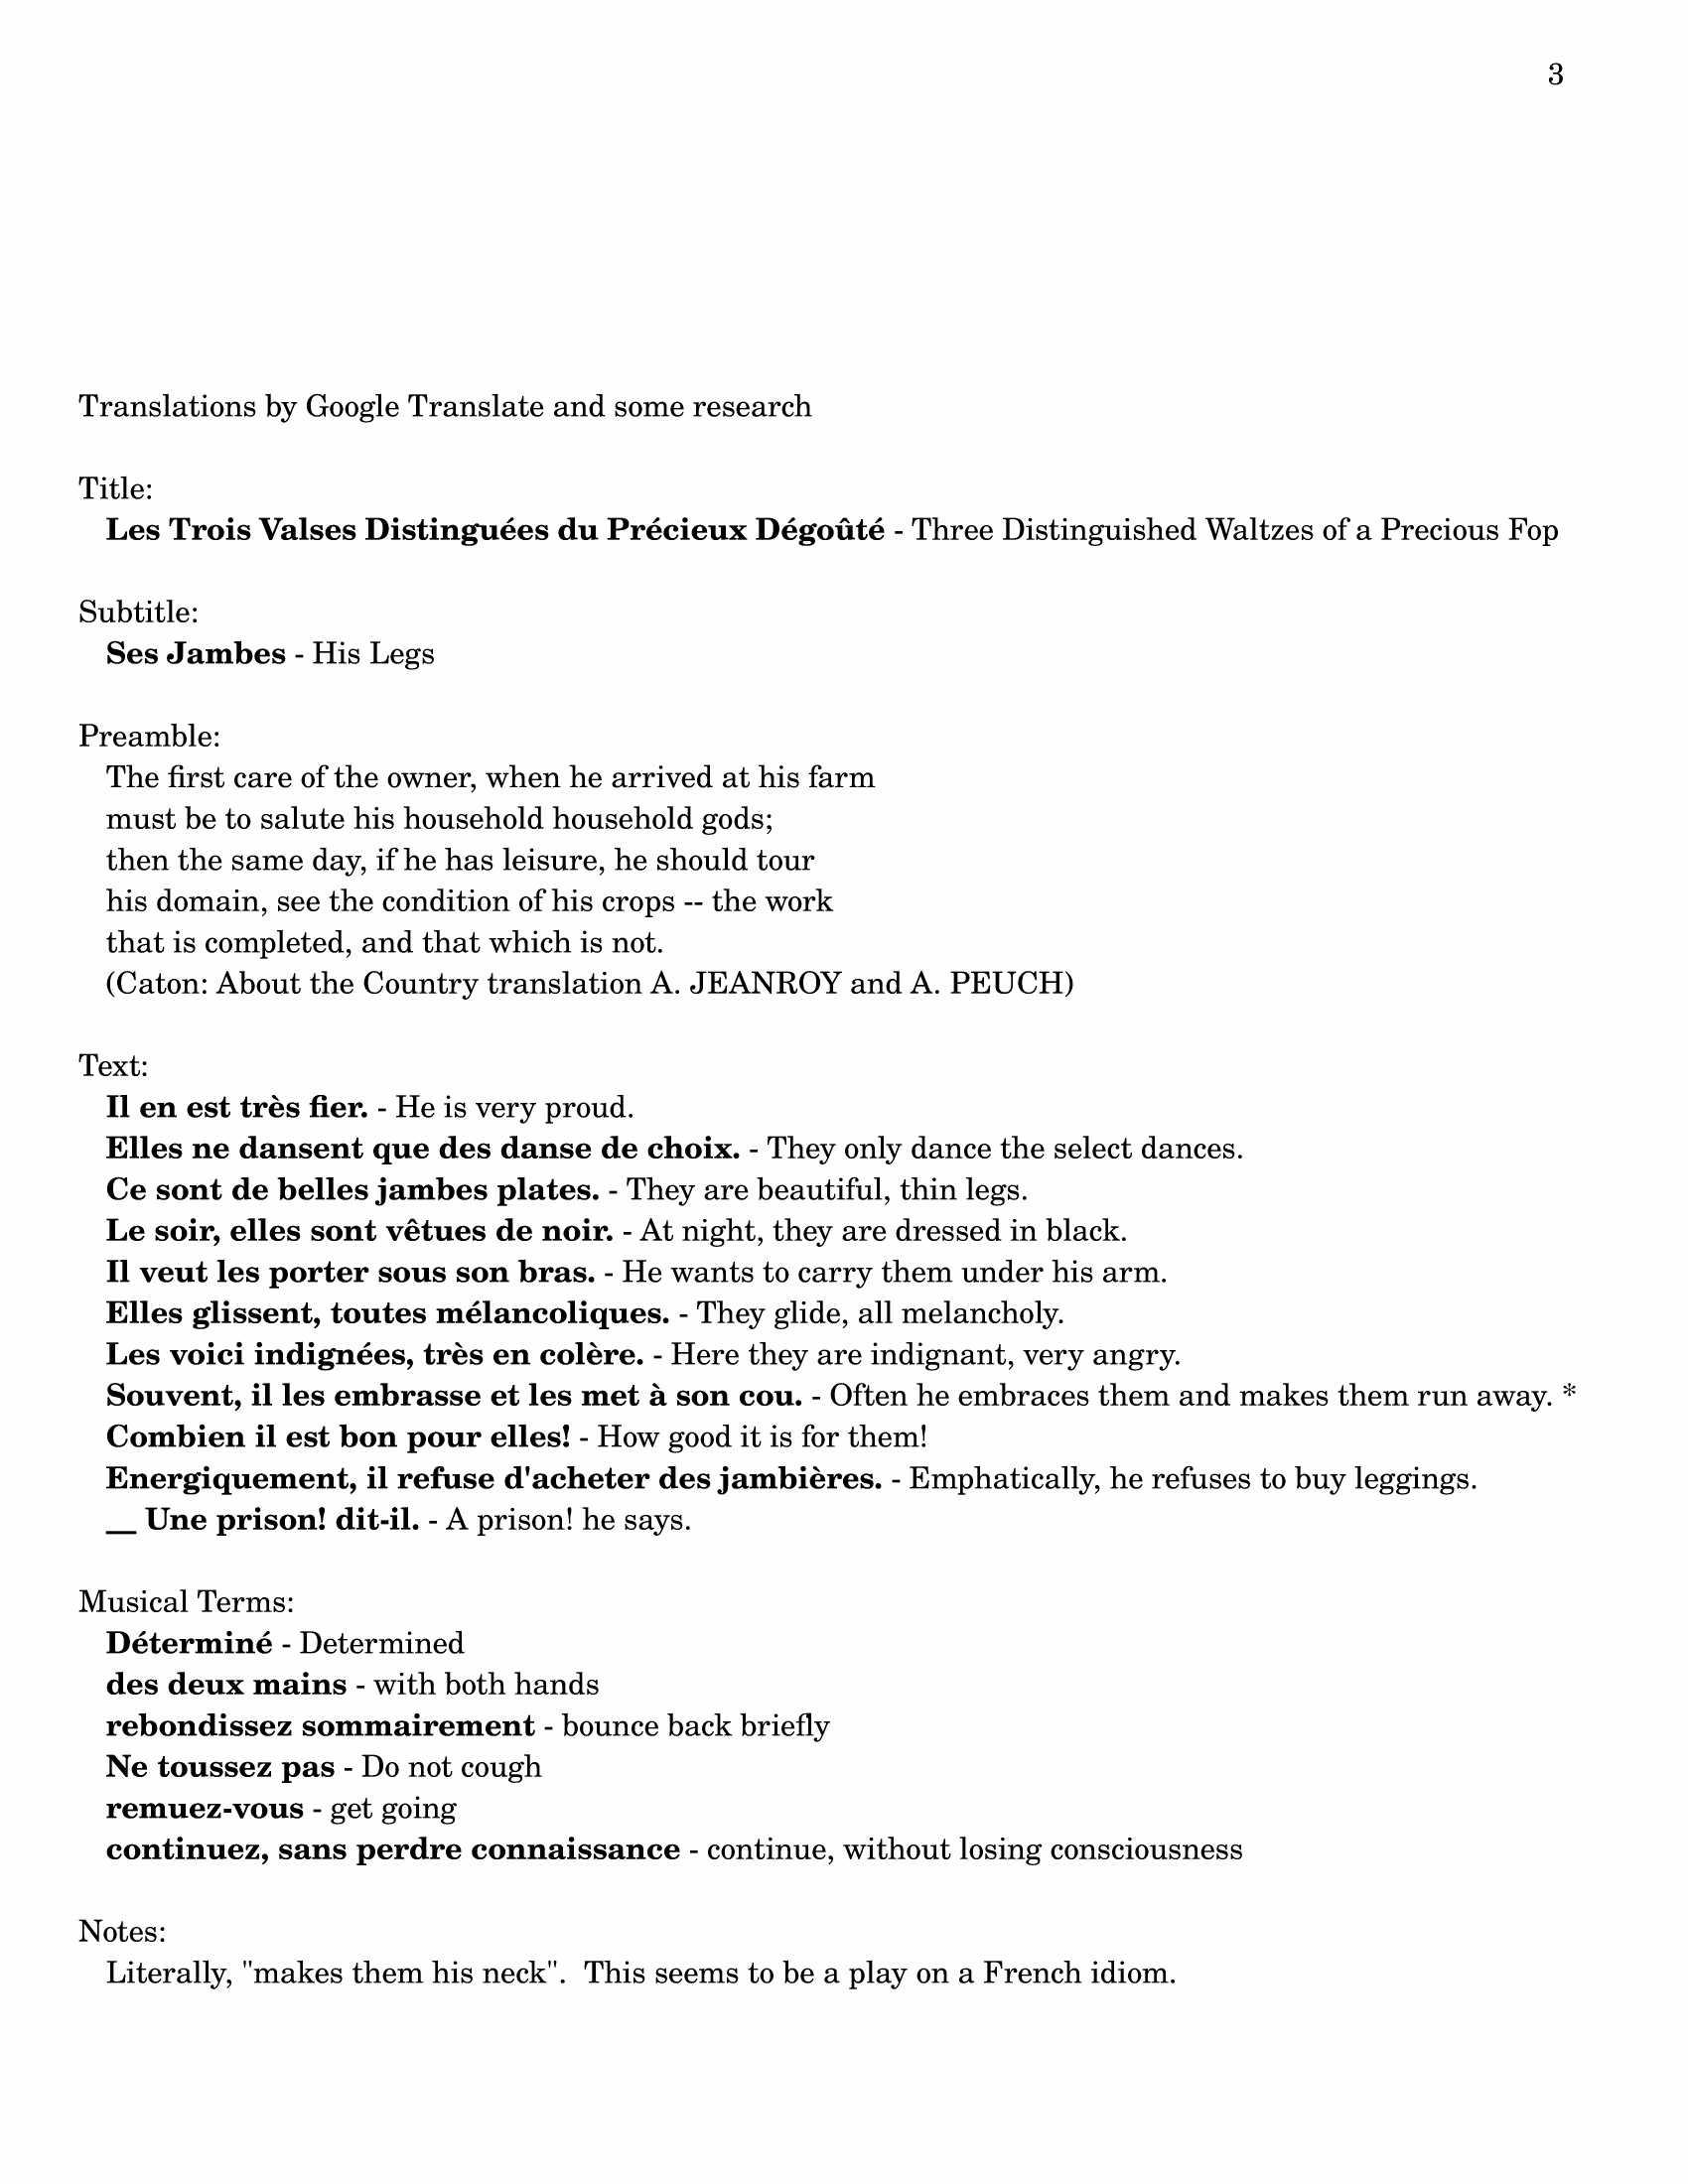 3
Translations by Google Translate and some research
Title:
Les Trois Valses Distinguées du Précieux Dégoûté - Three Distinguished Waltzes of a Precious Fop
Subtitle:
Ses Jambes - His Legs
Preamble:
The first care of the owner, when he arrived at his farm
must be to salute his household household gods;
then the same day, if he has leisure, he should tour
his domain, see the condition of his crops -- the work
that is completed, and that which is not.
(Caton: About the Country translation A. JEANROY and A. PEUCH)
Text:
Il en est très fier. - He is very proud.
Elles ne dansent que des danse de choix. - They only dance the select dances.
Ce sont de belles jambes plates. - They are beautiful, thin legs.
Le soir, elles sont vêtues de noir. - At night, they are dressed in black.
Il veut les porter sous son bras. - He wants to carry them under his arm.
Elles glissent, toutes mélancoliques. - They glide, all melancholy.
Les voici indignées, très en colère. - Here they are indignant, very angry.
Souvent, il les embrasse et les met à son cou. - Often he embraces them and makes them run away. *
Combien il est bon pour elles! - How good it is for them!
Energiquement, il refuse d'acheter des jambières. - Emphatically, he refuses to buy leggings.
__ Une prison! dit-il. - A prison! he says.
Musical Terms:
Déterminé - Determined
des deux mains - with both hands
rebondissez sommairement - bounce back briefly
Ne toussez pas - Do not cough
remuez-vous - get going
continuez, sans perdre connaissance - continue, without losing consciousness
Notes:
Literally, "makes them his neck".  This seems to be a play on a French idiom.